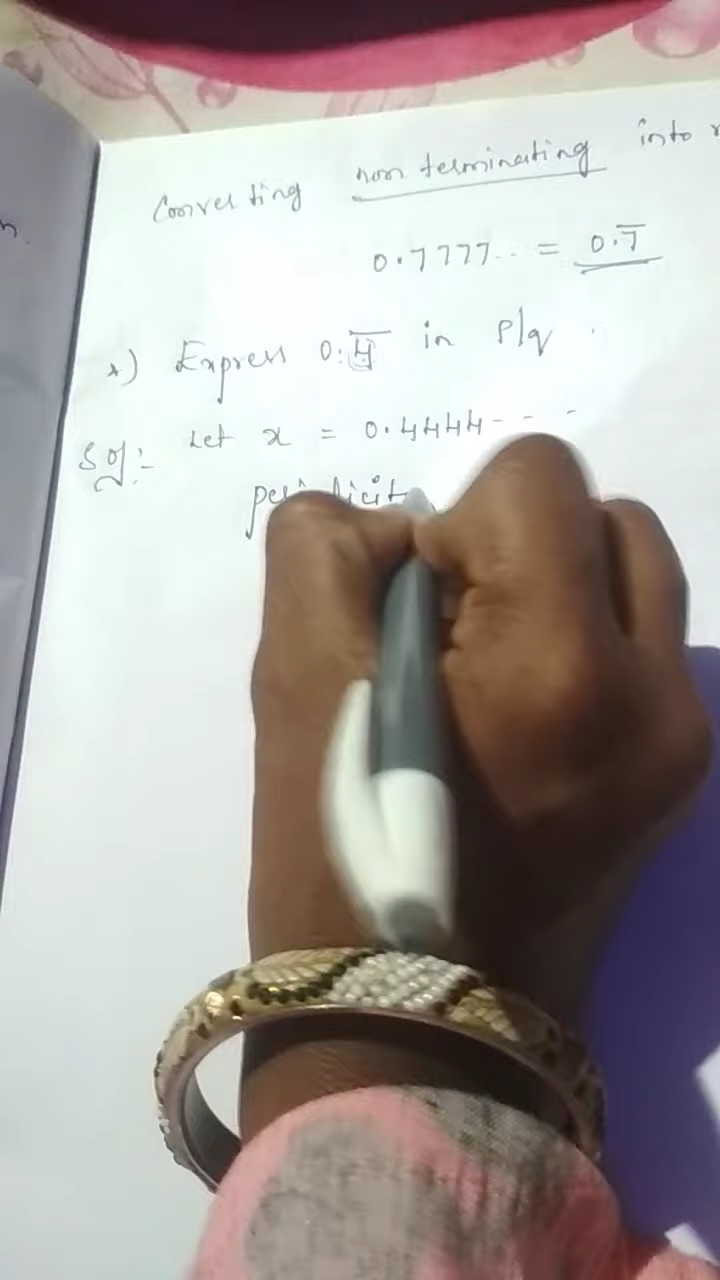 Converting non terminating into
0.7777.. = 0.7̅
*) Express 0.4̅ in P/q .
Sol:- Let x = 0.4444- - - -